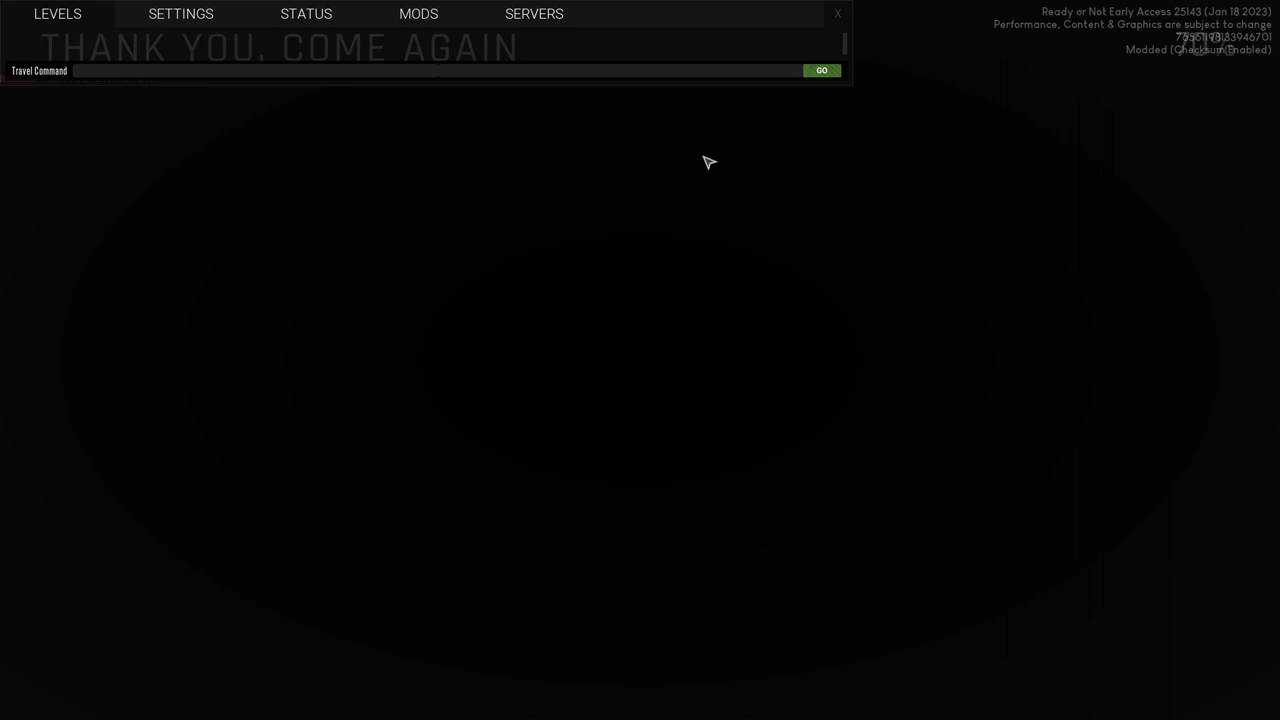 LEVELS SETTINGS STATUS MODS SERVERS X
THANK YOU, COME AGAIN
Travel Command GO
Ready or Not Early Access 25143 (Jan 18 2023)
Performance, Content & Graphics are subject to change
Modded (Checksum Enabled)